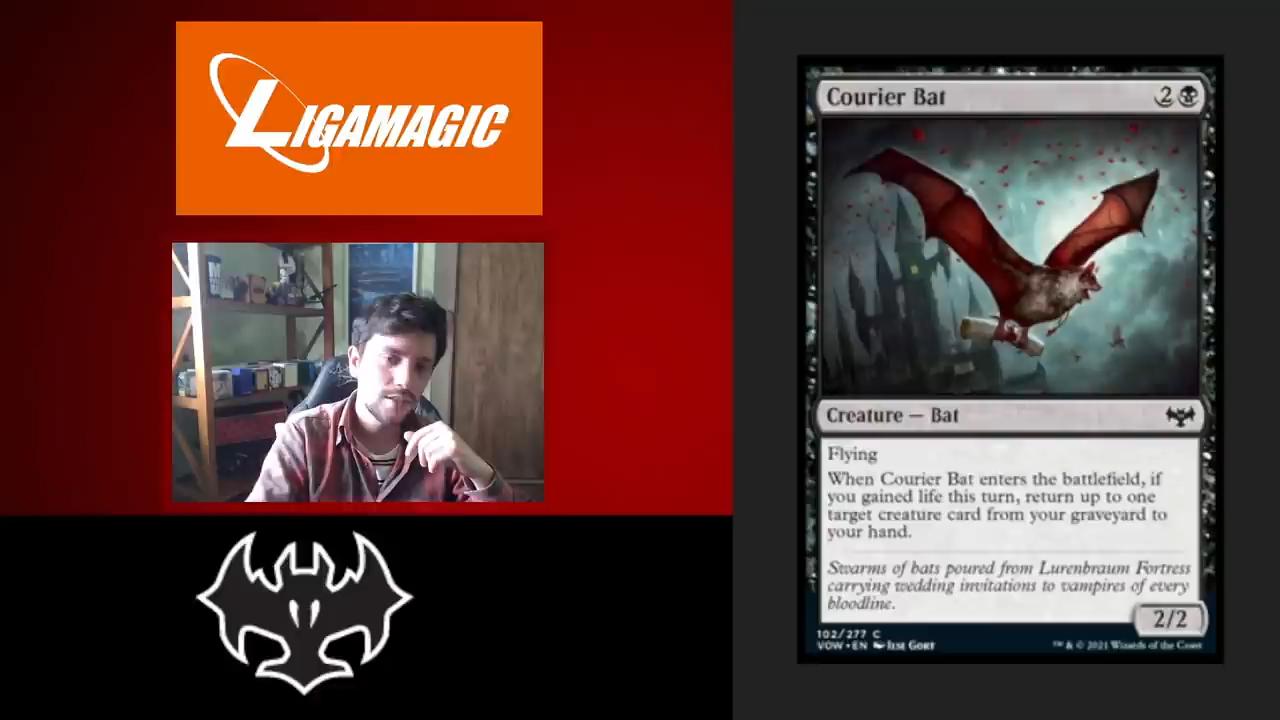 LIGAMAGIC
Courier Bat
2
Creature — Bat
Flying
When Courier Bat enters the battlefield, if
you gained life this turn, return up to one
target creature card from your graveyard to
your hand.
Swarms of bats poured from Lurenbraum Fortress
carrying wedding invitations to vampires of every
bloodline.
2/2
102/277 C
VOW • EN Ilse Gort
™ & © 2021 Wizards of the Coast